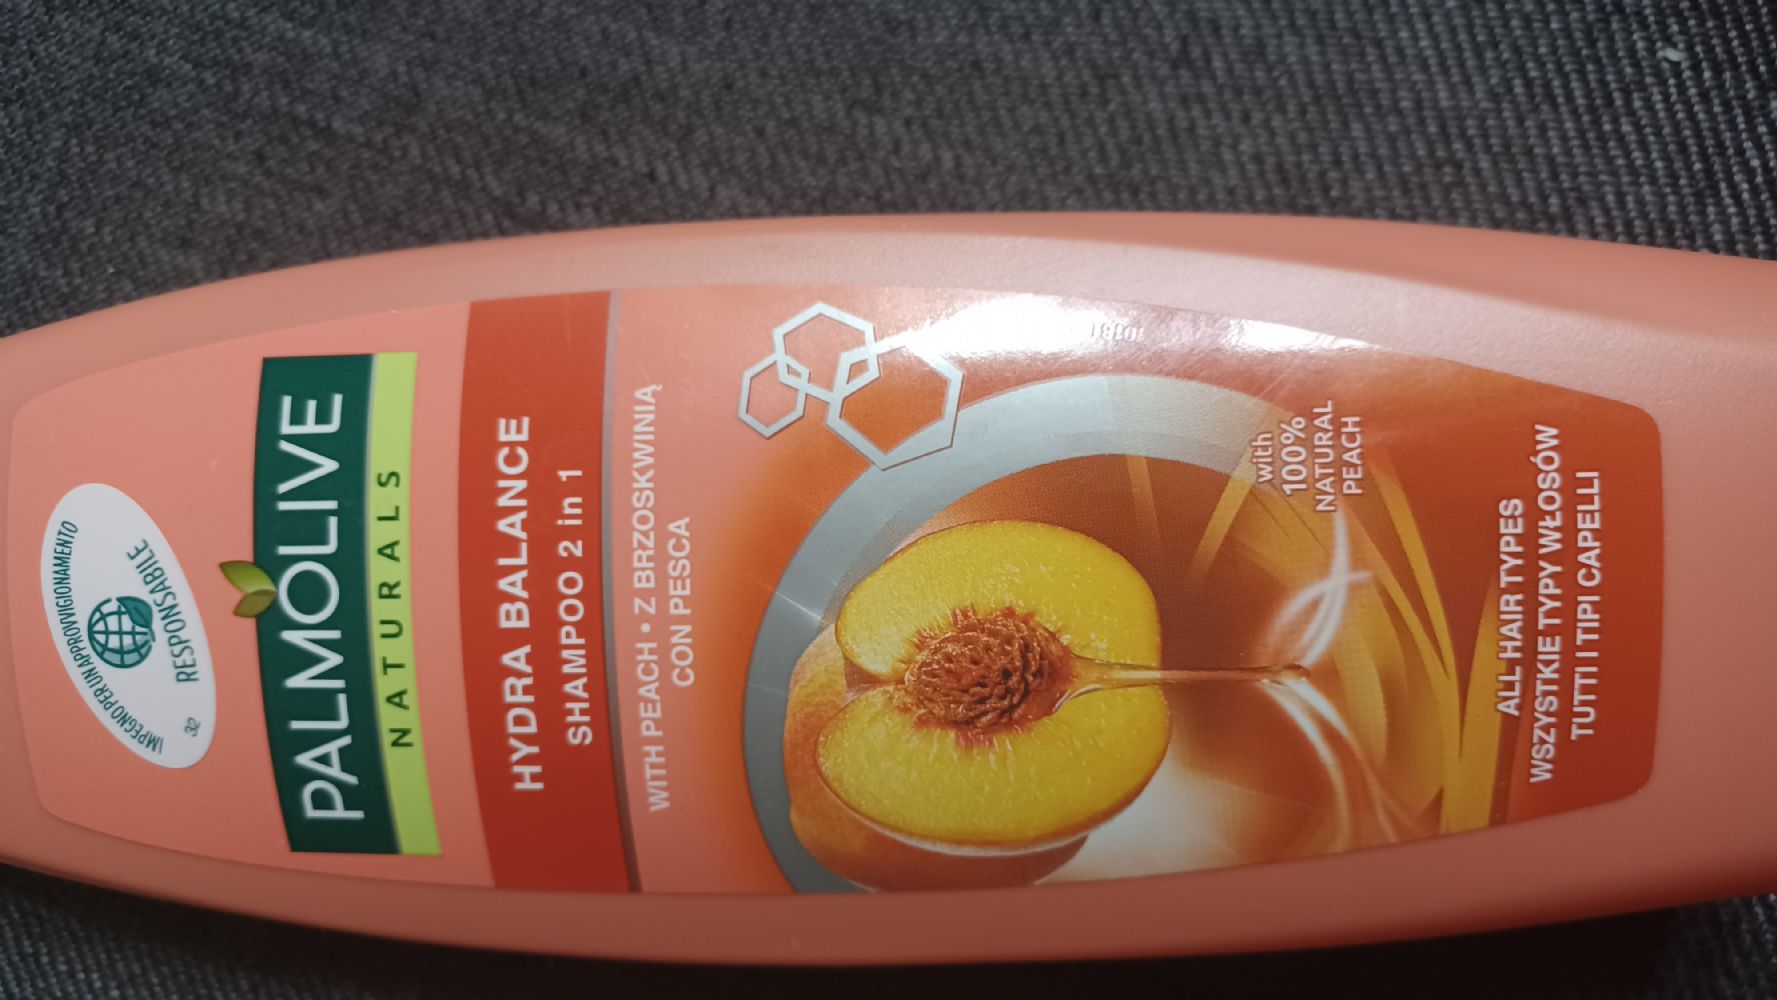 IMPEGNO PER UN APPROVVIGIONAMENTO
RESPONSABILE
32
PALMOLIVE
NATURALS
HYDRA BALANCE
SHAMPOO 2 in 1
WITH PEACH • Z BRZOSKWINIĄ
CON PESCA
with
100%
NATURAL
PEACH
ALL HAIR TYPES
WSZYSTKIE TYPY WŁOSÓW
TUTTI I TIPI CAPELLI